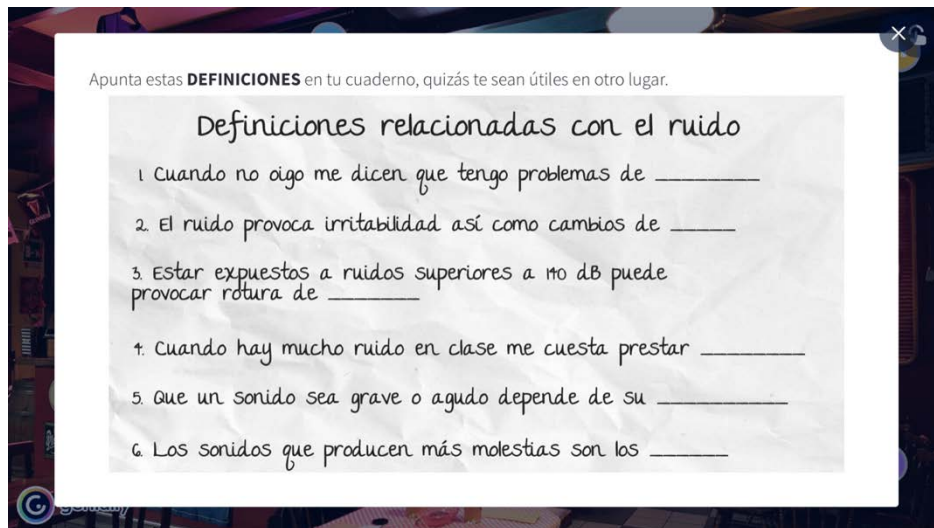 Apunta estas DEFINICIONES en tu cuaderno, quizás te sean útiles en otro lugar.
Definiciones relacionadas con el ruido
1 Cuando no oigo me dicen que tengo problemas de ________
2. El ruido provoca irritabilidad así como cambios de _____
3. Estar expuestos a ruidos superiores a 140 dB puede
provocar rotura de _______
4. Cuando hay mucho ruido en clase me cuesta prestar ________
5. Que un sonido sea grave o agudo depende de su __________
6. Los sonidos que producen más molestias son los ______
genially